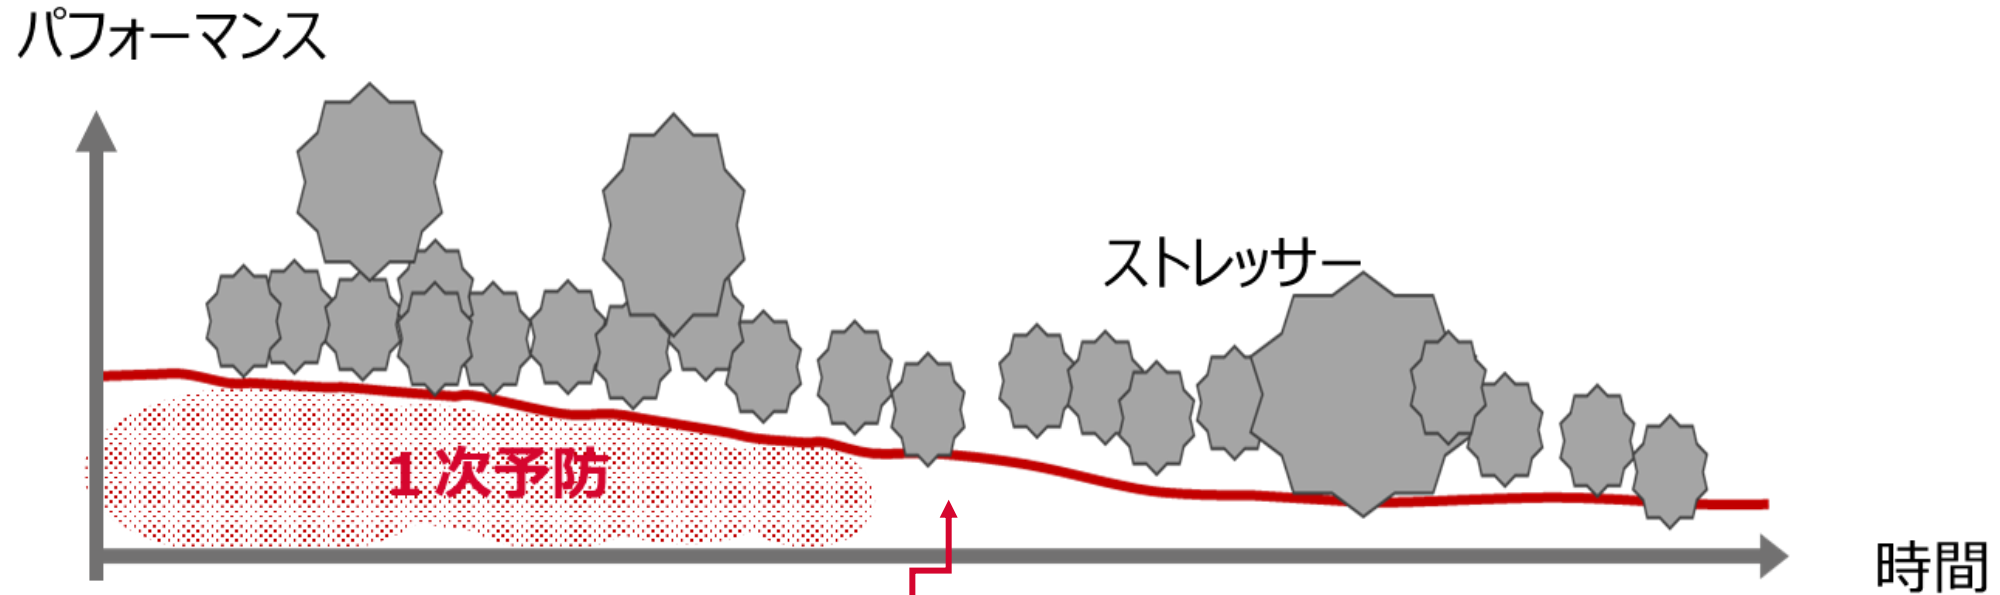 パフォーマンス
ストレッサー
１次予防
時間